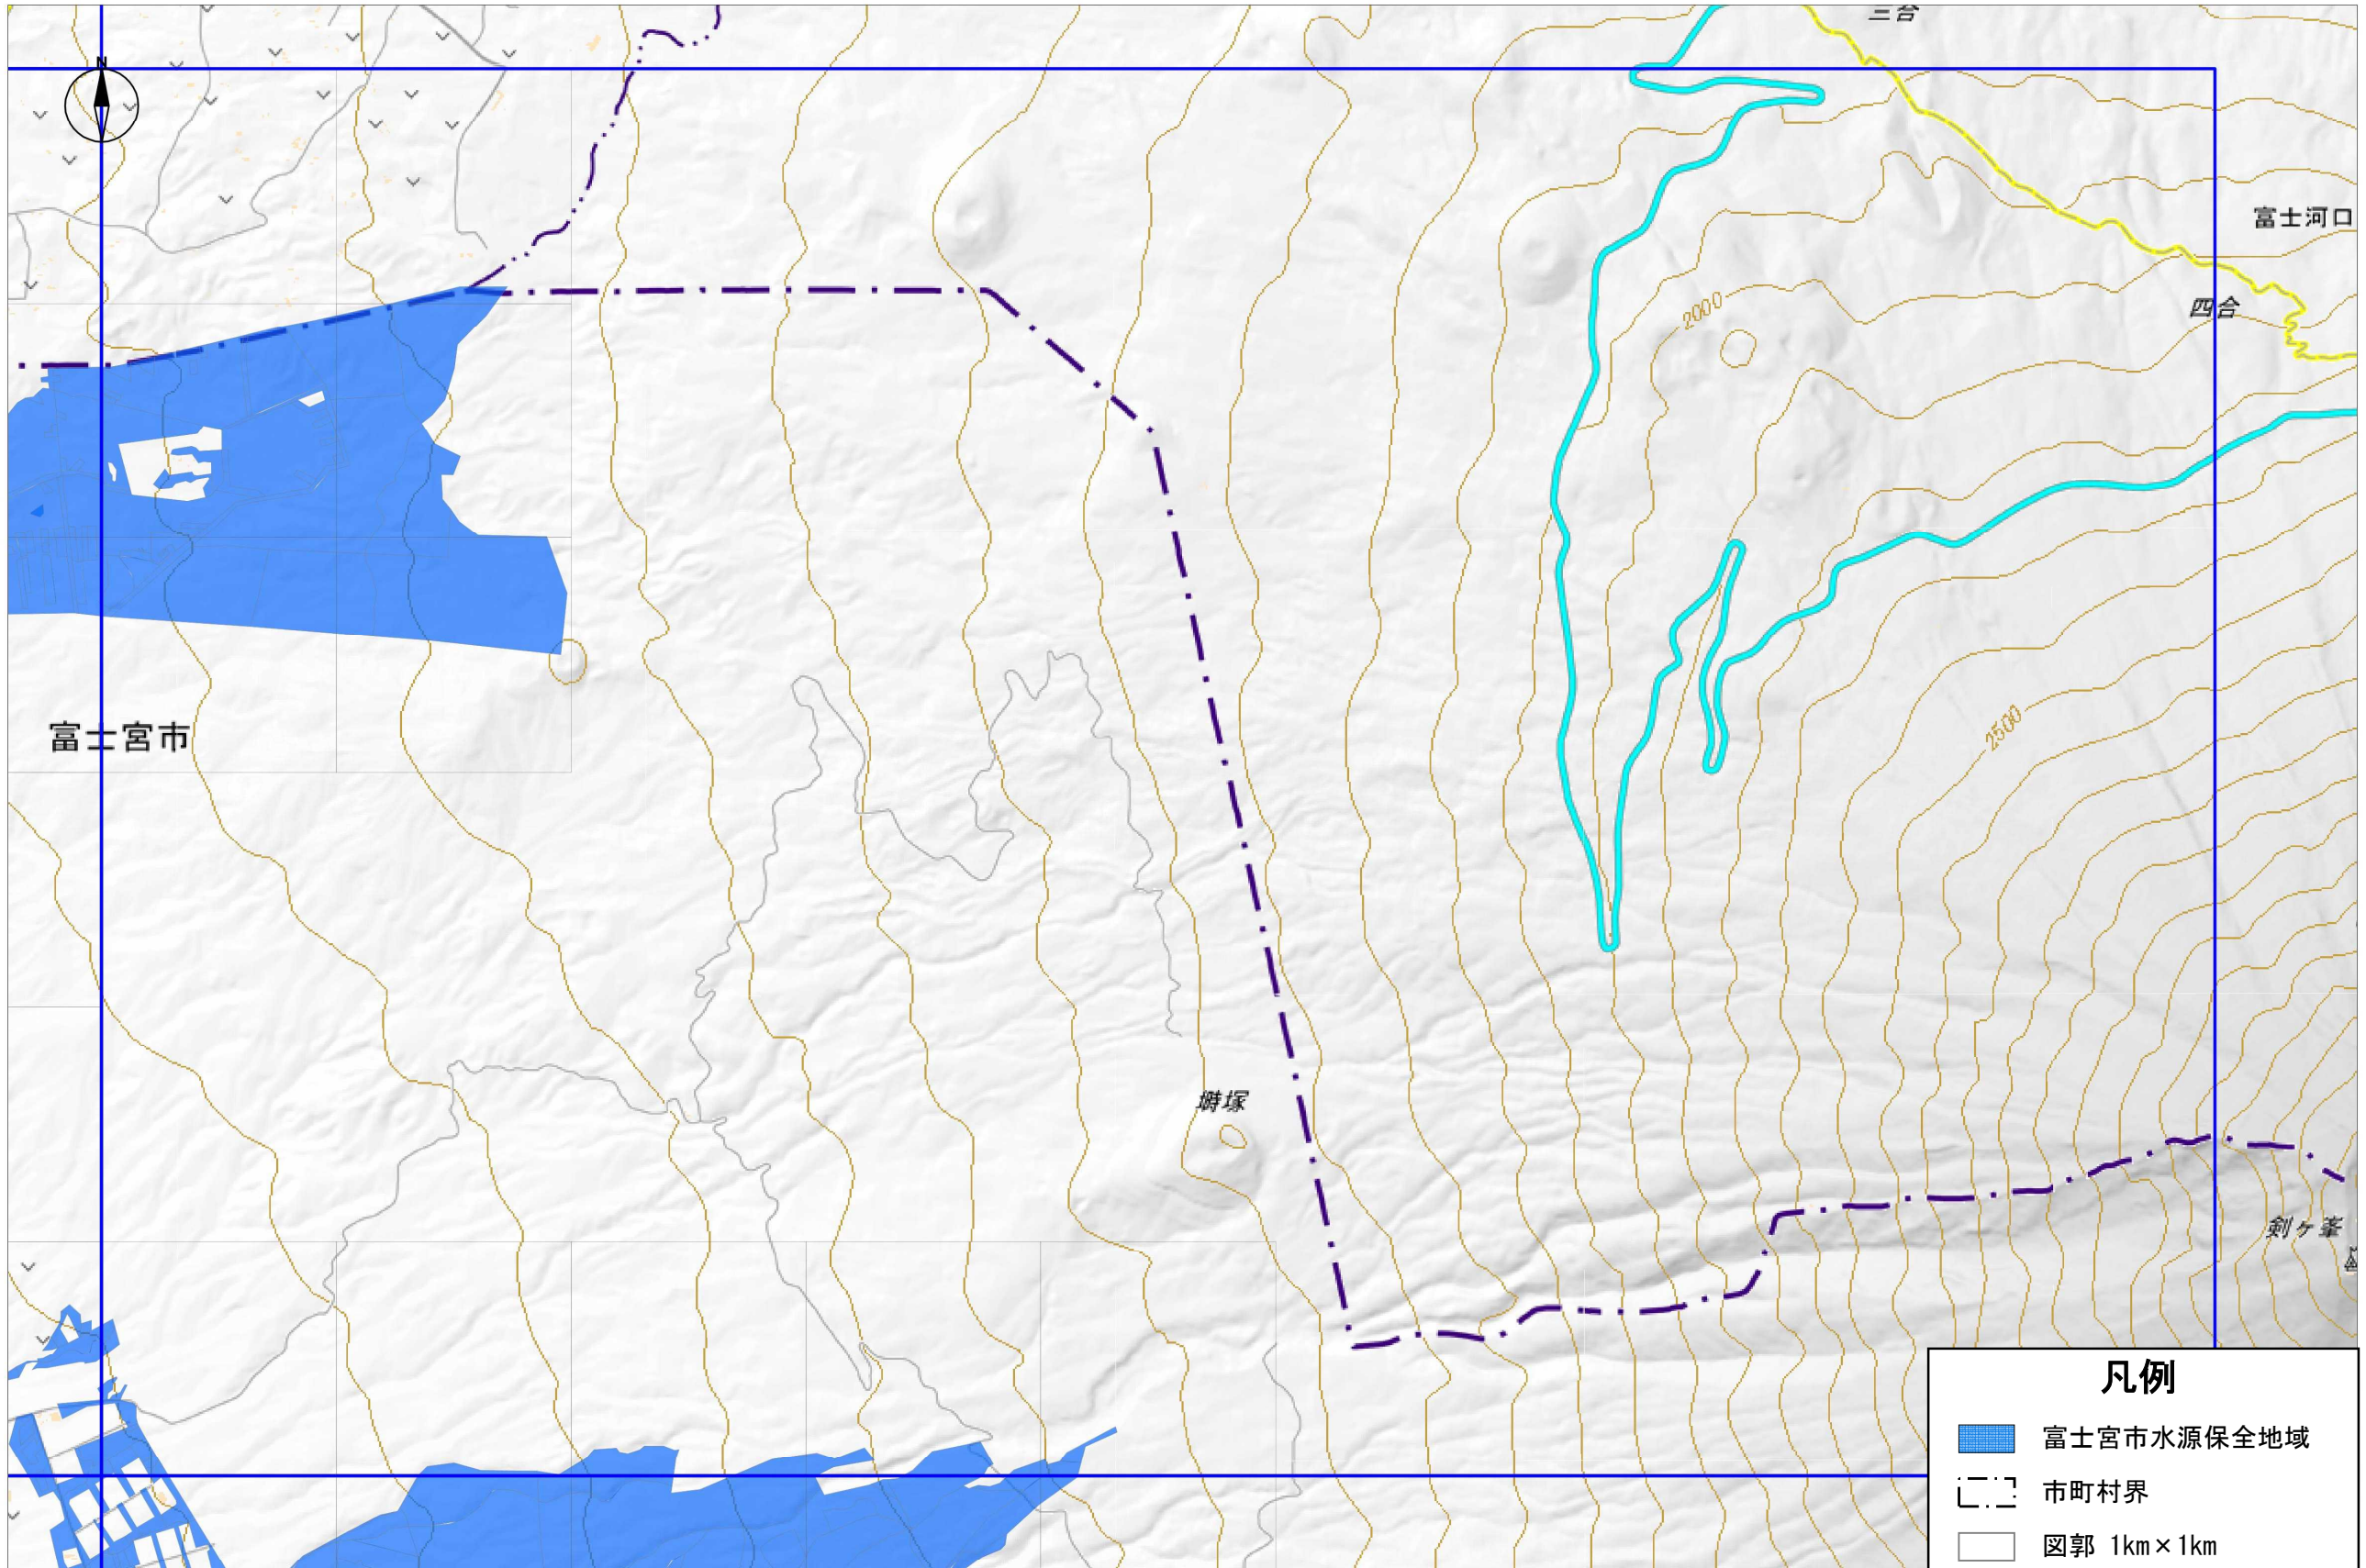 三合
N
富士河口
2000
四合
2500
富士宮市
塒塚
剣ヶ峯
凡例
富士宮市水源保全地域
市町村界
図郭 1km×1km